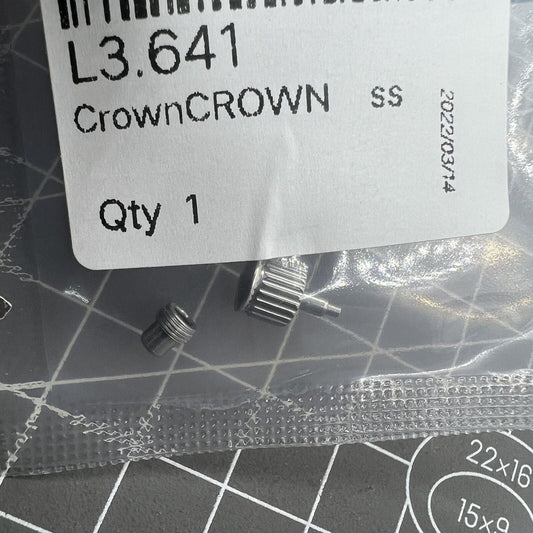 L3.641
CrownCROWN SS
2022/03/14
Qty 1
22x16
15x9